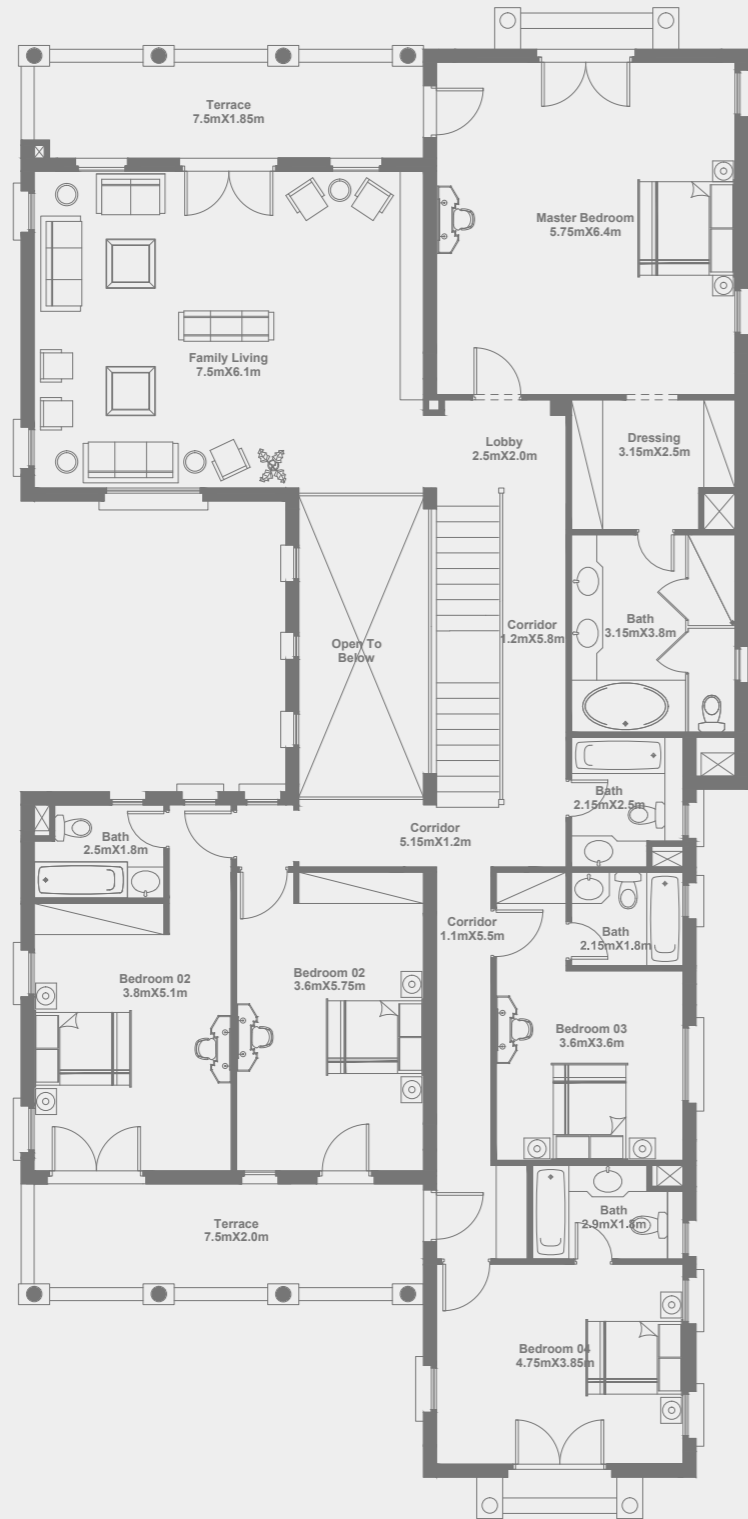 Terrace
7.5mX1.85m
Master Bedroom
5.75mX6.4m
Family Living
7.5mX6.1m
Lobby
2.5mX2.0m
Dressing
3.15mX2.5m
Open To
Below
Corridor
1.2mX5.8m
Bath
3.15mX3.8m
Bath
2.15mX2.5m
Corridor
5.15mX1.2m
Bath
2.5mX1.8m
Corridor
1.1mX5.5m
Bath
2.15mX1.8m
Bedroom 02
3.8mX5.1m
Bedroom 02
3.6mX5.75m
Bedroom 03
3.6mX3.6m
Terrace
7.5mX2.0m
Bath
2.9mX1.8m
Bedroom 04
4.75mX3.85m